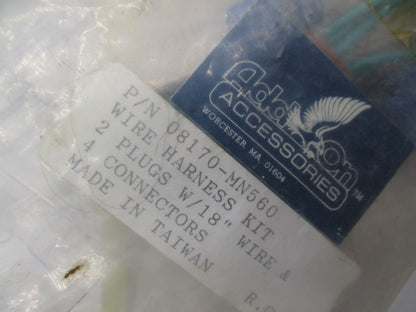 Add On
ACCESSORIES
WORCESTER MA 01604
TM
P/N 08170-MN560
WIRE HARNESS KIT
2 PLUGS W/18" WIRE &
4 CONNECTORS
MADE IN TAIWAN